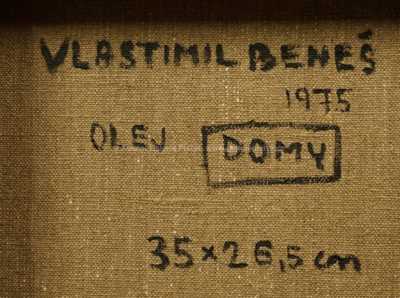 VLASTIMIL BENEŠ
1975
OLEJ DOMY
35×26,5 cm